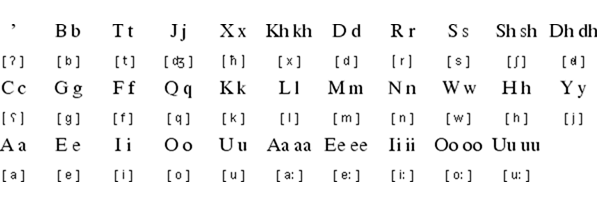 ’ B b T t J j X x Kh kh D d R r S s Sh sh Dh dh
[ʔ] [b] [t] [ʤ] [ħ] [x] [d] [r] [s] [ʃ] [ɖ]
C c G g F f Q q K k L l M m N n W w H h Y y
[ʕ] [g] [f] [q] [k] [l] [m] [n] [w] [h] [j]
A a E e I i O o U u Aa aa Ee ee Ii ii Oo oo Uu uu
[a] [e] [i] [o] [u] [aː] [eː] [iː] [oː] [uː]